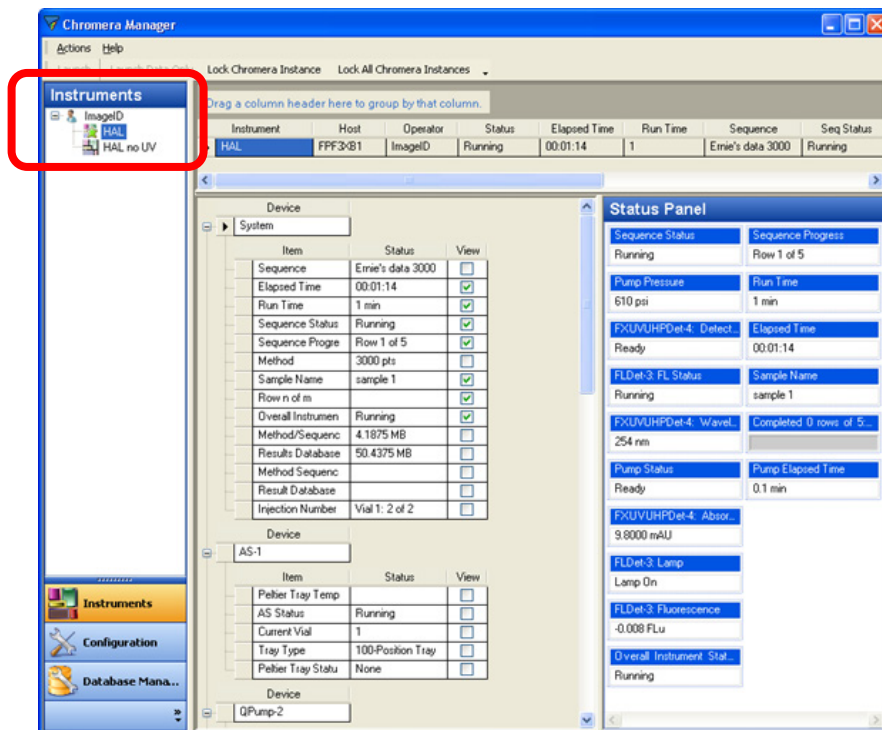 Chromera Manager
Actions Help
Launch Launch Data Only Lock Chromera Instance Lock All Chromera Instances
Instruments
ImageID
HAL
HAL no UV
Drag a column header here to group by that column.
Instrument Host Operator Status Elapsed Time Run Time Sequence Seq Status
HAL FPF3XB1 ImageID Running 00:01:14 1 Ernie's data 3000 Running
Device
System
Item Status View
Sequence Ernie's data 3000
Elapsed Time 00:01:14
Run Time 1 min
Sequence Status Running
Sequence Progre Row 1 of 5
Method 3000 pts
Sample Name sample 1
Row n of m
Overall Instrumen Running
Method/Sequenc 4.1875 MB
Results Database 50.4375 MB
Method Sequenc
Result Database
Injection Number Vial 1: 2 of 2
Device
AS-1
Item Status View
Peltier Tray Temp
AS Status Running
Current Vial 1
Tray Type 100-Position Tray
Peltier Tray Statu None
Device
QPump-2
Status Panel
Sequence Status Sequence Progress
Running Row 1 of 5
Pump Pressure Run Time
610 psi 1 min
FXUVUHPDet-4: Detect... Elapsed Time
Ready 00:01:14
FLDet-3: FL Status Sample Name
Running sample 1
FXUVUHPDet-4: Wavel... Completed 0 rows of 5:...
254 nm
Pump Status Pump Elapsed Time
Ready 0.1 min
FXUVUHPDet-4: Absor...
9.8000 mAU
FLDet-3: Lamp
Lamp On
FLDet-3: Fluorescence
-0.008 FLu
Overall Instrument Stat...
Running
Instruments
Configuration
Database Mana...